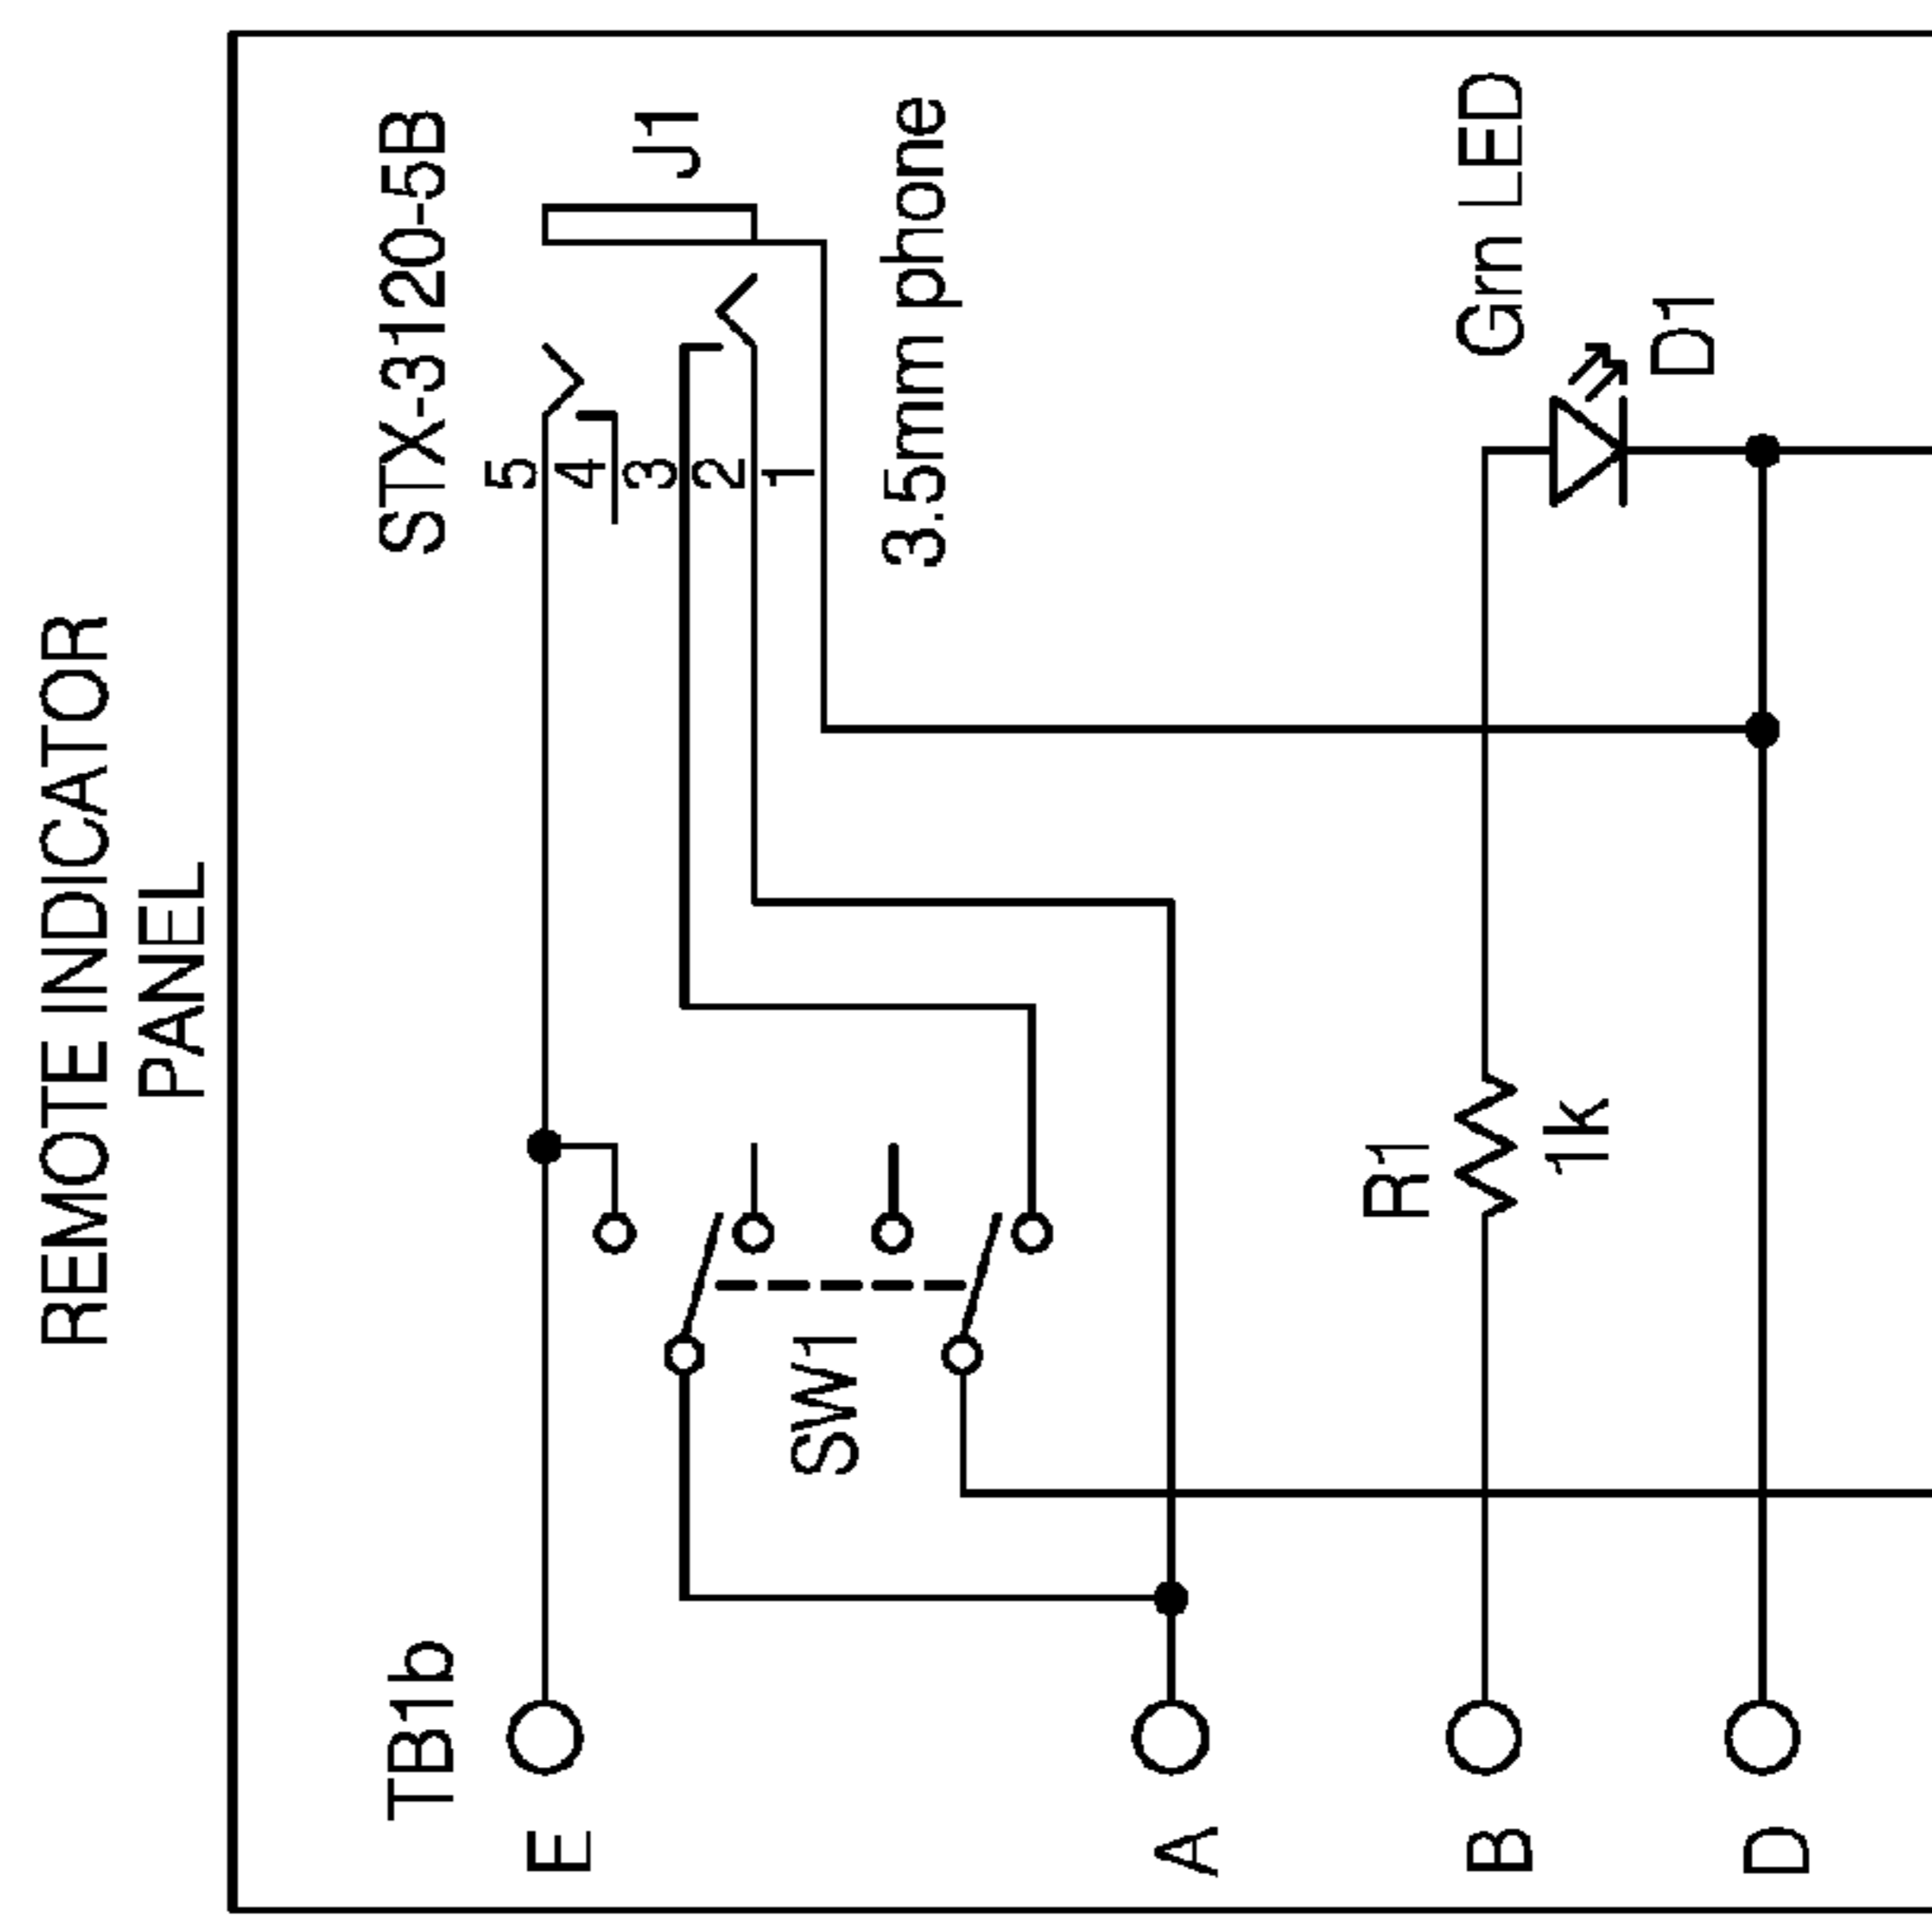 REMOTE INDICATOR
PANEL
TB1b
STX-3120-5B
E
5
4
3
2
1
J1
SW1
3.5mm phone
A
R1
1k
B
Grn LED
D1
D